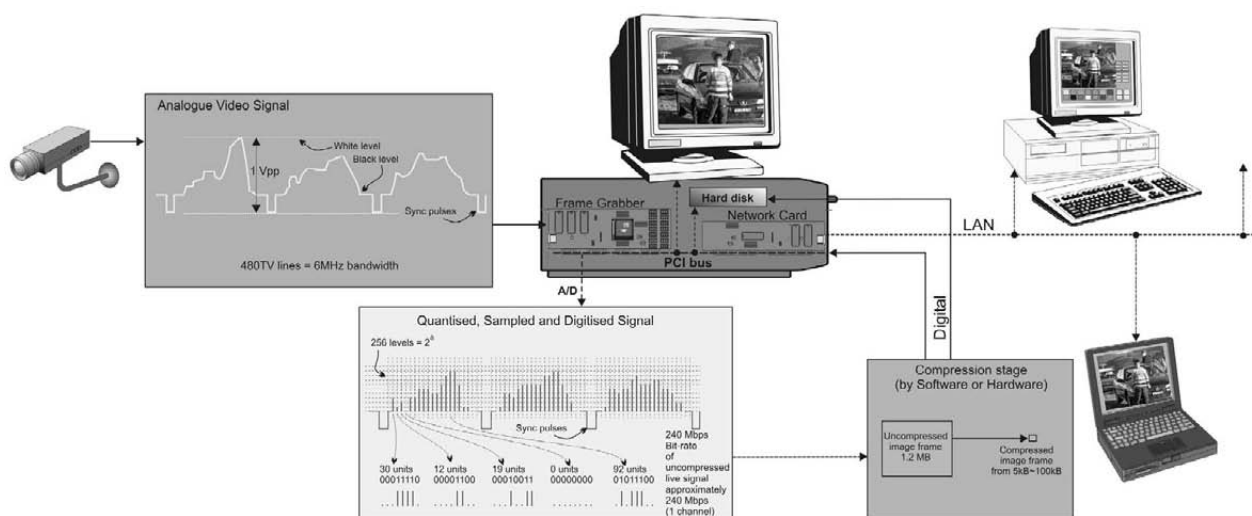 Analogue Video Signal
White level
1 Vpp
Black level
Sync pulses
480TV lines = 6MHz bandwidth
Frame Grabber
Hard disk
Network Card
PCI bus
LAN
A/D
Digital
Quantised, Sampled and Digitised Signal
256 levels = 2⁸
Sync pulses
30 units
00011110
12 units
00001100
19 units
00010011
0 units
00000000
92 units
01011100
240 Mbps
Bit-rate
of
uncompressed
live signal
approximately
240 Mbps
(1 channel)
Compression stage
(by Software or Hardware)
Uncompressed
image frame
1.2 MB
Compressed
image frame
from 5kB~100kB